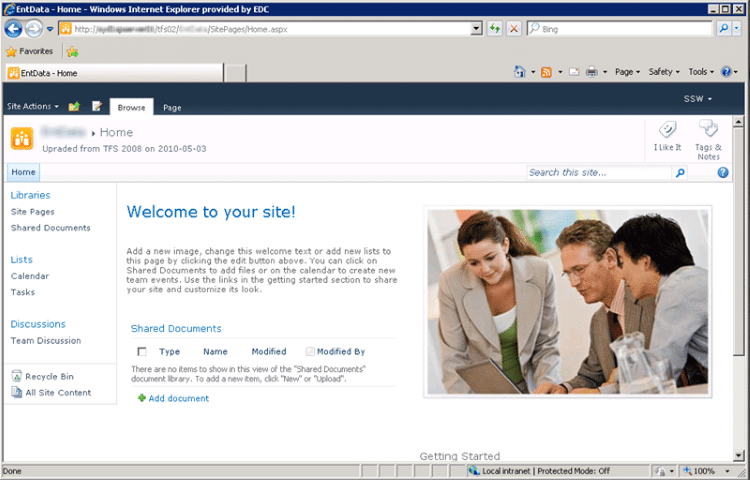 EntData - Home - Windows Internet Explorer provided by EDC
http:// /tfs02/ /SitePages/Home.aspx
Bing
Favorites
EntData - Home
Page Safety Tools
Site Actions Browse Page SSW
Home
Upraded from TFS 2008 on 2010-05-03
I Like It Tags &
Notes
Home
Search this site...
Libraries
Site Pages
Shared Documents
Lists
Calendar
Tasks
Discussions
Team Discussion
Recycle Bin
All Site Content
Welcome to your site!
Add a new image, change this welcome text or add new lists to
this page by clicking the edit button above. You can click on
Shared Documents to add files or on the calendar to create new
team events. Use the links in the getting started section to share
your site and customize its look.
Shared Documents
Type Name Modified Modified By
There are no items to show in this view of the "Shared Documents"
document library. To add a new item, click "New" or "Upload".
Add document
Getting Started
Done Local intranet | Protected Mode: Off 100%